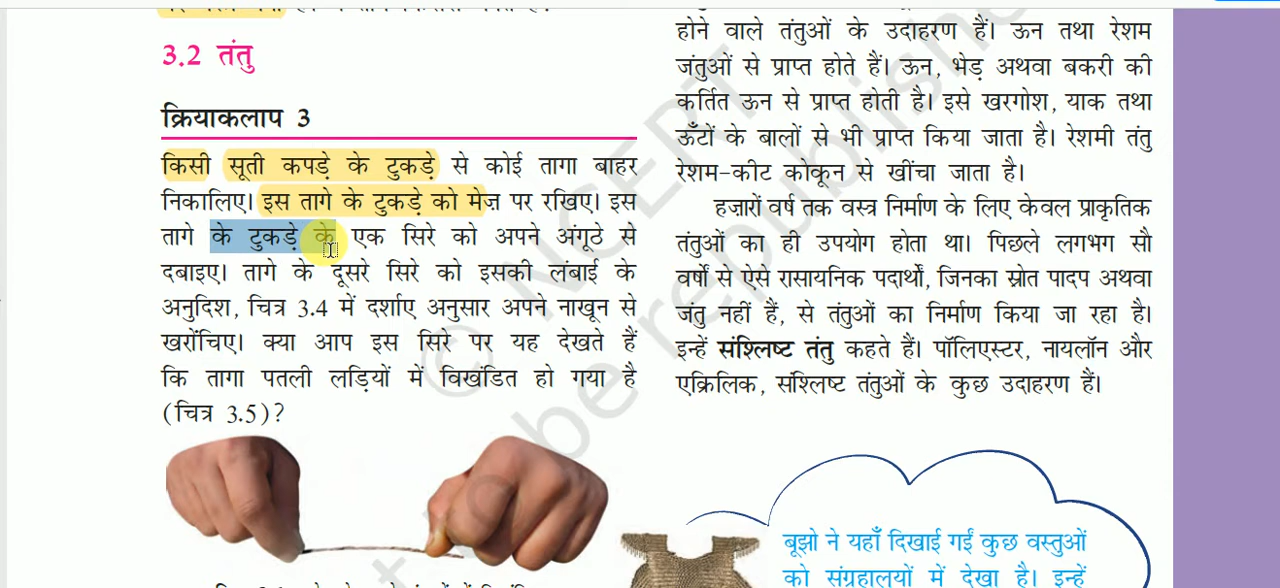 3.2 तंतु
क्रियाकलाप 3
किसी सूती कपड़े के टुकड़े से कोई तागा बाहर
निकालिए। इस तागे के टुकड़े को मेज़ पर रखिए। इस
तागे के टुकड़े के एक सिरे को अपने अंगूठे से
दबाइए। तागे के दूसरे सिरे को इसकी लंबाई के
अनुदिश, चित्र 3.4 में दर्शाए अनुसार अपने नाखून से
खरोंचिए। क्या आप इस सिरे पर यह देखते हैं
कि तागा पतली लड़ियों में विखंडित हो गया है
(चित्र 3.5)?
होने वाले तंतुओं के उदाहरण हैं। ऊन तथा रेशम
जंतुओं से प्राप्त होते हैं। ऊन, भेड़ अथवा बकरी की
कर्तित ऊन से प्राप्त होती है। इसे खरगोश, याक तथा
ऊँटों के बालों से भी प्राप्त किया जाता है। रेशमी तंतु
रेशम-कीट कोकून से खींचा जाता है।
हज़ारों वर्ष तक वस्त्र निर्माण के लिए केवल प्राकृतिक
तंतुओं का ही उपयोग होता था। पिछले लगभग सौ
वर्षों से ऐसे रासायनिक पदार्थों, जिनका स्रोत पादप अथवा
जंतु नहीं हैं, से तंतुओं का निर्माण किया जा रहा है।
इन्हें संश्लिष्ट तंतु कहते हैं। पॉलिएस्टर, नायलॉन और
एक्रिलिक, संश्लिष्ट तंतुओं के कुछ उदाहरण हैं।
बूझो ने यहाँ दिखाई गईं कुछ वस्तुओं
को संग्रहालयों में देखा है। इन्हें
© NCERT
be republish